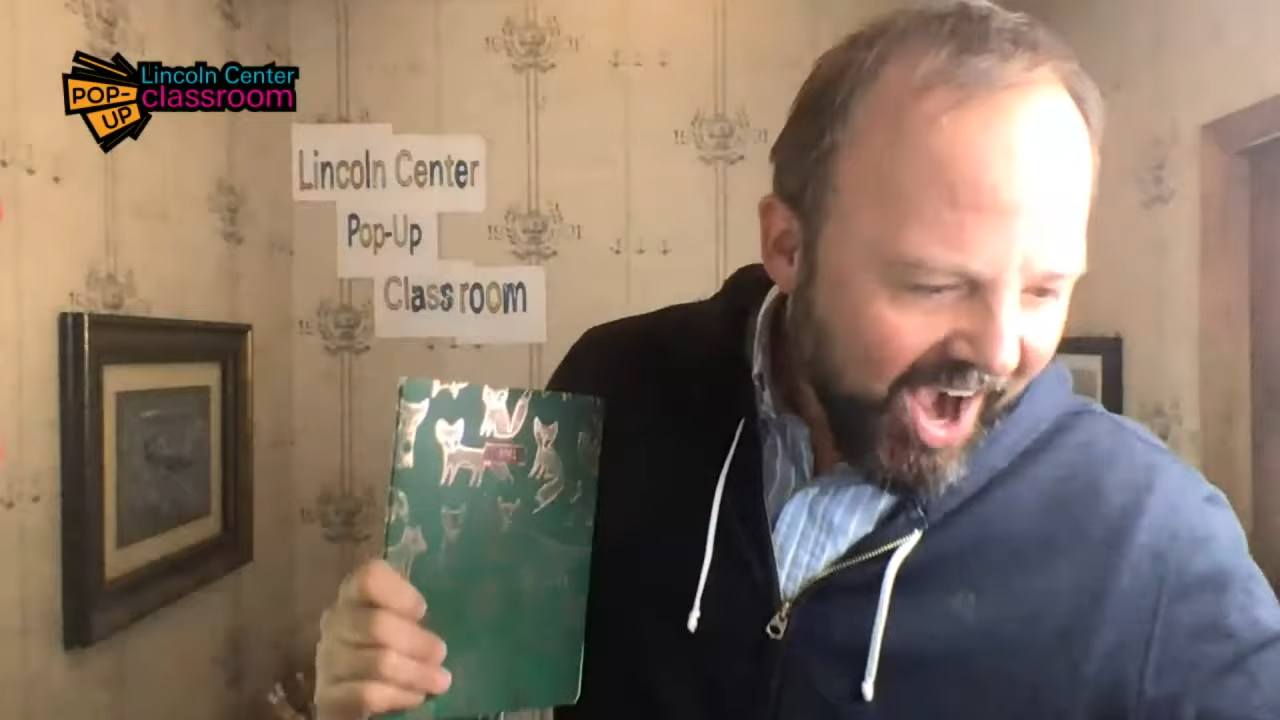 POP-
UP
Lincoln Center
classroom
Lincoln Center
Pop-Up
Classroom